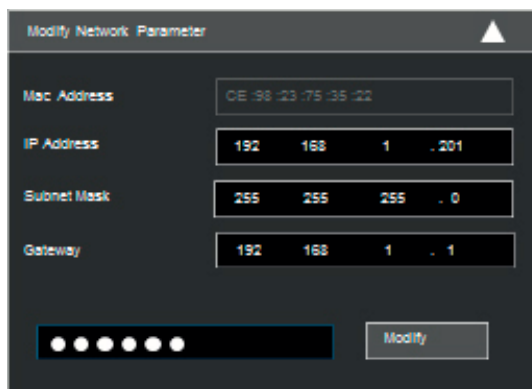 Modify Network Parameter
Mac Address CE :98 :23 :75 :35 :22
IP Address 192 168 1 . 201
Subnet Mask 255 255 255 . 0
Gateway 192 168 1 . 1
●●●●●● Modify